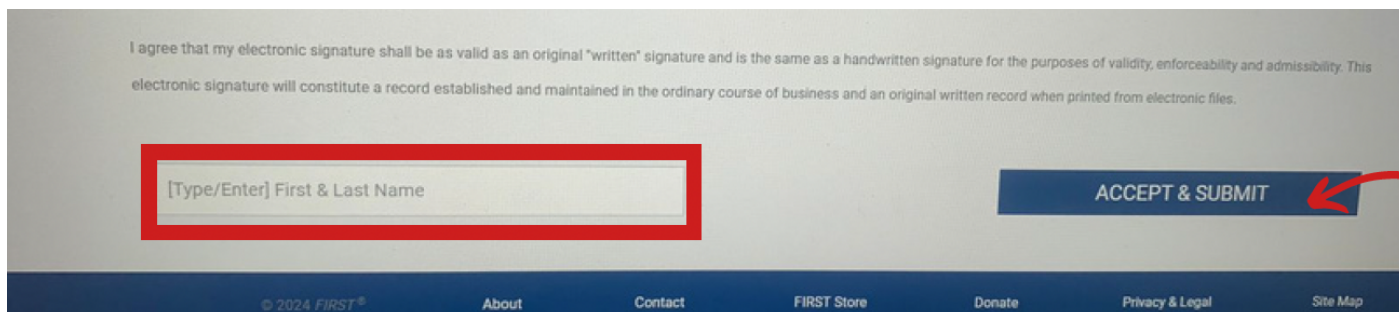 I agree that my electronic signature shall be as valid as an original "written" signature and is the same as a handwritten signature for the purposes of validity, enforceability and admissibility. This
electronic signature will constitute a record established and maintained in the ordinary course of business and an original written record when printed from electronic files.
[Type/Enter] First & Last Name
ACCEPT & SUBMIT
© 2024 FIRST® About Contact FIRST Store Donate Privacy & Legal Site Map